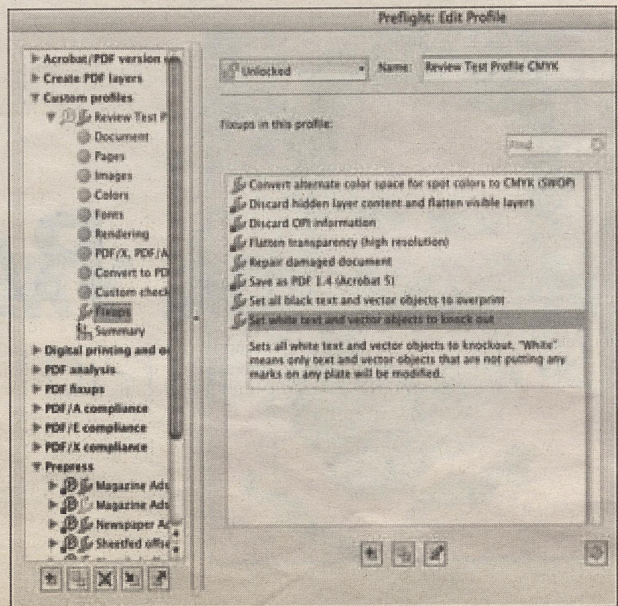 Preflight: Edit Profile
Acrobat/PDF version
Create PDF layers
Custom profiles
Review Test P
Document
Pages
Images
Colors
Fonts
Rendering
PDF/X, PDF/A
Convert to PD
Custom check
Fixups
Summary
Digital printing and o
PDF analysis
PDF fixups
PDF/A compliance
PDF/E compliance
PDF/X compliance
Prepress
Magazine Ads
Magazine Ads
Newspaper Ad
Sheetfed offse
Unlocked
Name: Review Test Profile CMYK
Fixups in this profile:
Find
Convert alternate color space for spot colors to CMYK (SWOP)
Discard hidden layer content and flatten visible layers
Discard OPI information
Flatten transparency (high resolution)
Repair damaged document
Save as PDF 1.4 (Acrobat 5)
Set all black text and vector objects to overprint
Set white text and vector objects to knock out
Sets all white text and vector objects to knockout. "White"
means only text and vector objects that are not putting any
marks on any plate will be modified.